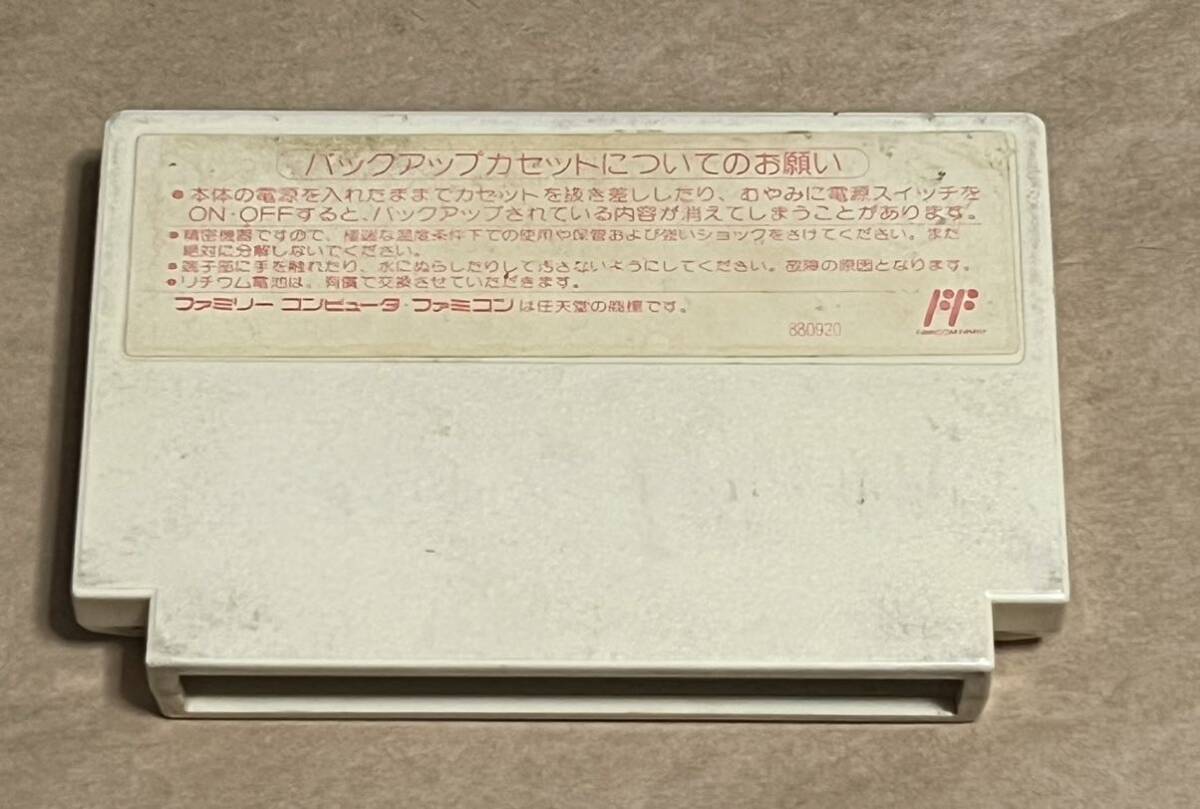 バックアップカセットについてのお願い
●本体の電源を入れたままでカセットを抜き差ししたり、むやみに電源スイッチを
ON・OFFすると、バックアップされている内容が消えてしまうことがあります。
●精密機器ですので、極端な温度条件下での使用や保管および強いショックをさけてください。また
絶対に分解しないでください。
●端子部に手を触れたり、水にぬらしたりして汚さないようにしてください。故障の原因となります。
●リチウム電池は、有償で交換させていただきます。
ファミリーコンピュータ・ファミコンは任天堂の商標です。
880920
FF
FAMICOM FAMILY